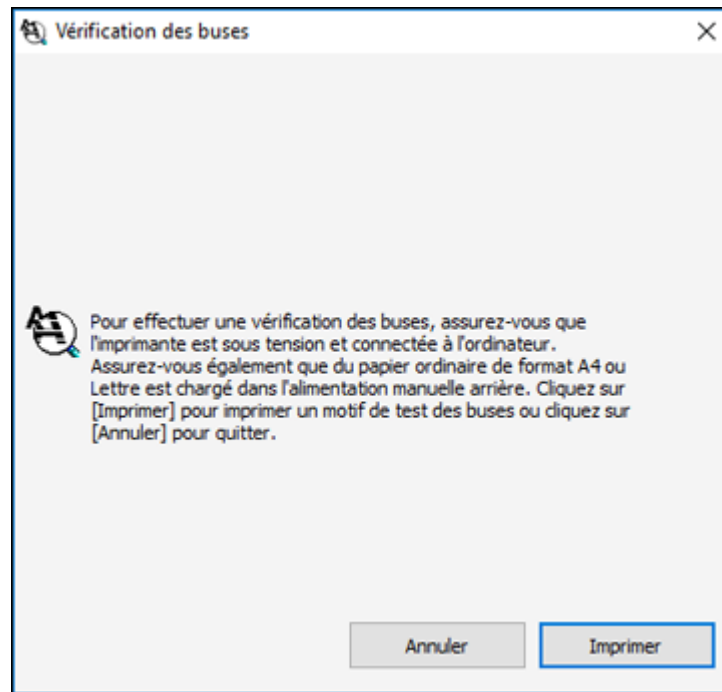 Vérification des buses
Pour effectuer une vérification des buses, assurez-vous que
l'imprimante est sous tension et connectée à l'ordinateur.
Assurez-vous également que du papier ordinaire de format A4 ou
Lettre est chargé dans l'alimentation manuelle arrière. Cliquez sur
[Imprimer] pour imprimer un motif de test des buses ou cliquez sur
[Annuler] pour quitter.
Annuler
Imprimer